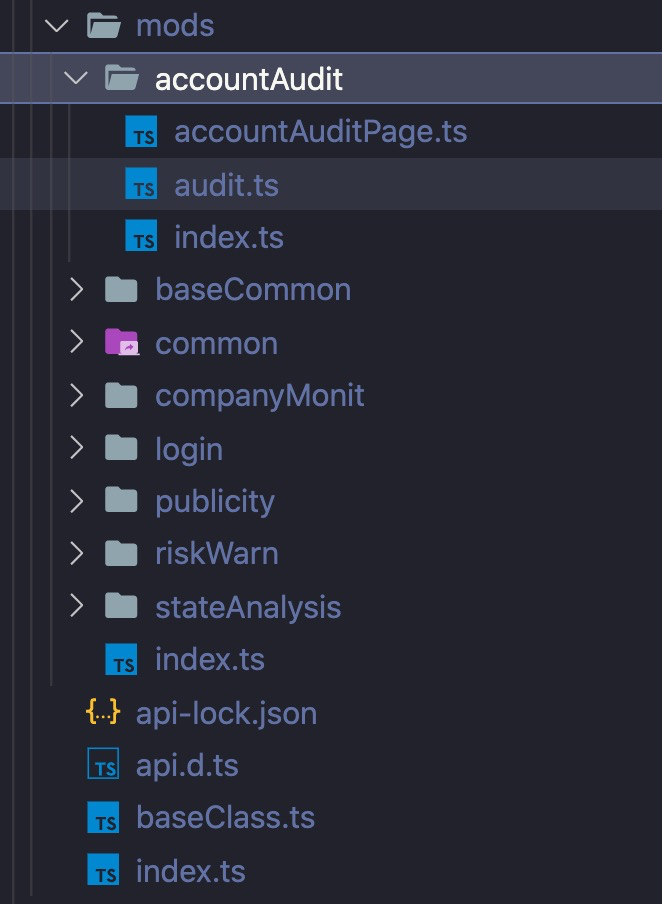 mods
accountAudit
TS accountAuditPage.ts
TS audit.ts
TS index.ts
baseCommon
common
companyMonit
login
publicity
riskWarn
stateAnalysis
TS index.ts
{..} api-lock.json
TS api.d.ts
TS baseClass.ts
TS index.ts